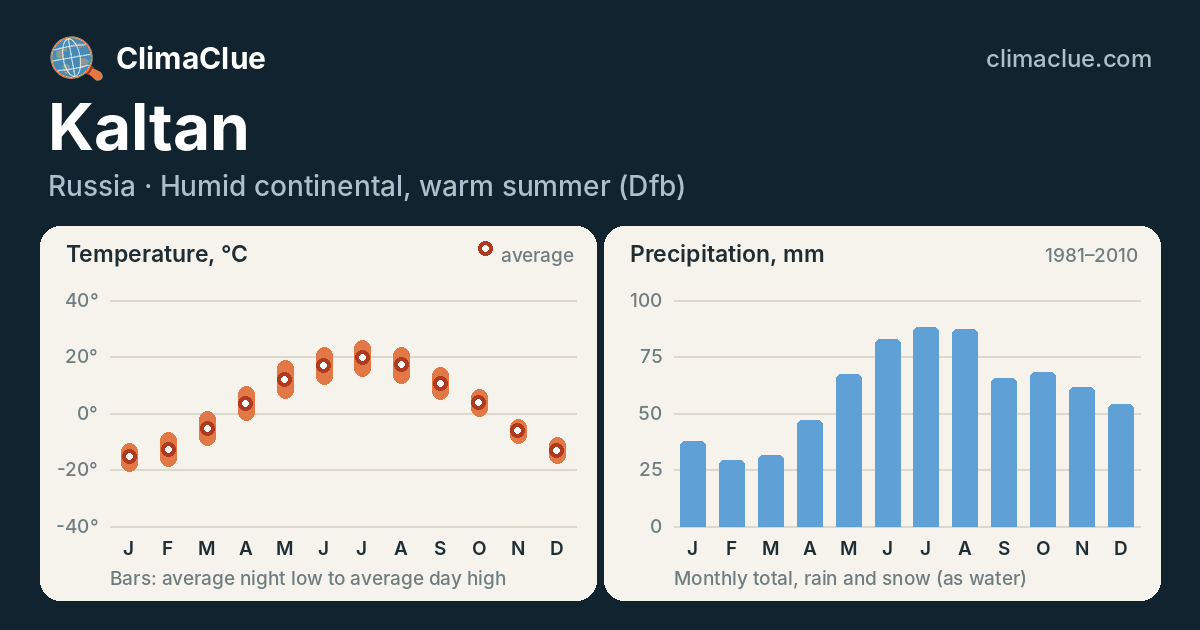 ClimaClue
climaclue.com
Kaltan
Russia · Humid continental, warm summer (Dfb)
Temperature, °C
average
40°
20°
0°
-20°
-40°
J F M A M J J A S O N D
Bars: average night low to average day high
Precipitation, mm
1981–2010
100
75
50
25
0
J F M A M J J A S O N D
Monthly total, rain and snow (as water)